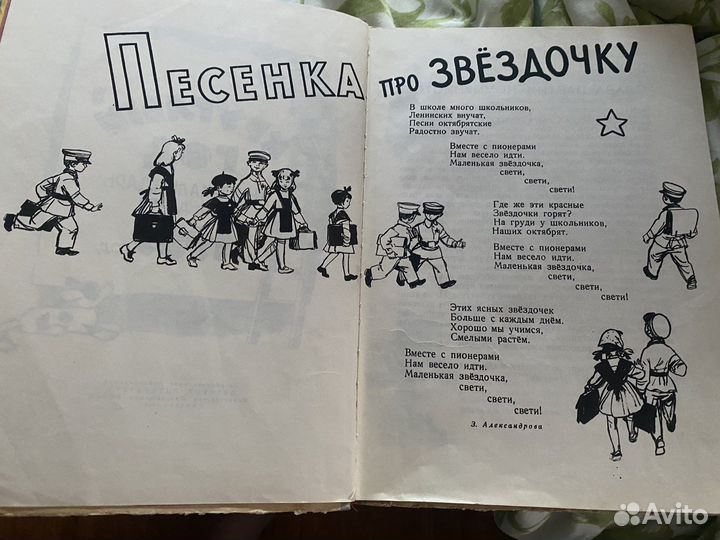 ПЕСЕНКА ПРО ЗВЁЗДОЧКУ
В школе много школьников,
Ленинских внучат,
Песни октябрятские
Радостно звучат.
Вместе с пионерами
Нам весело идти.
Маленькая звёздочка,
свети,
свети,
свети!
Где же эти красные
Звёздочки горят?
На груди у школьников,
Наших октябрят.
Вместе с пионерами
Нам весело идти.
Маленькая звёздочка,
свети,
свети,
свети!
Этих ясных звёздочек
Больше с каждым днём.
Хорошо мы учимся,
Смелыми растём.
Вместе с пионерами
Нам весело идти.
Маленькая звёздочка,
свети,
свети,
свети!
З. Александрова
Avito